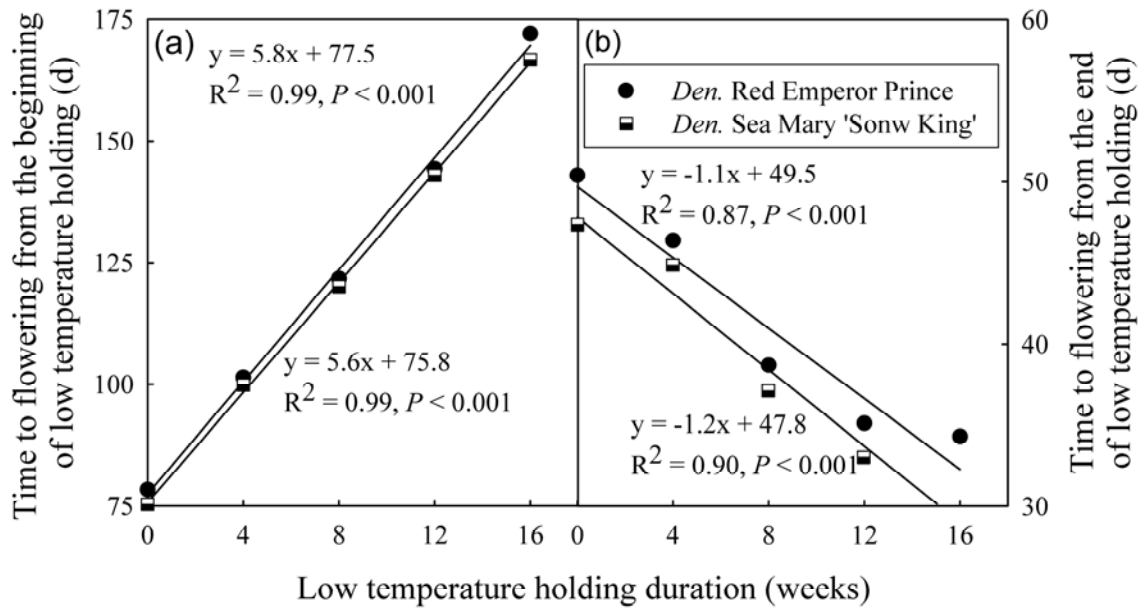 Time to flowering from the beginning
of low temperature holding (d)
175
150
125
100
75
(a)
y = 5.8x + 77.5
R² = 0.99, P < 0.001
y = 5.6x + 75.8
R² = 0.99, P < 0.001
0 4 8 12 16
(b)
Den. Red Emperor Prince
Den. Sea Mary 'Sonw King'
y = -1.1x + 49.5
R² = 0.87, P < 0.001
y = -1.2x + 47.8
R² = 0.90, P < 0.001
0 4 8 12 16
60
50
40
30
Time to flowering from the end
of low temperature holding (d)
Low temperature holding duration (weeks)